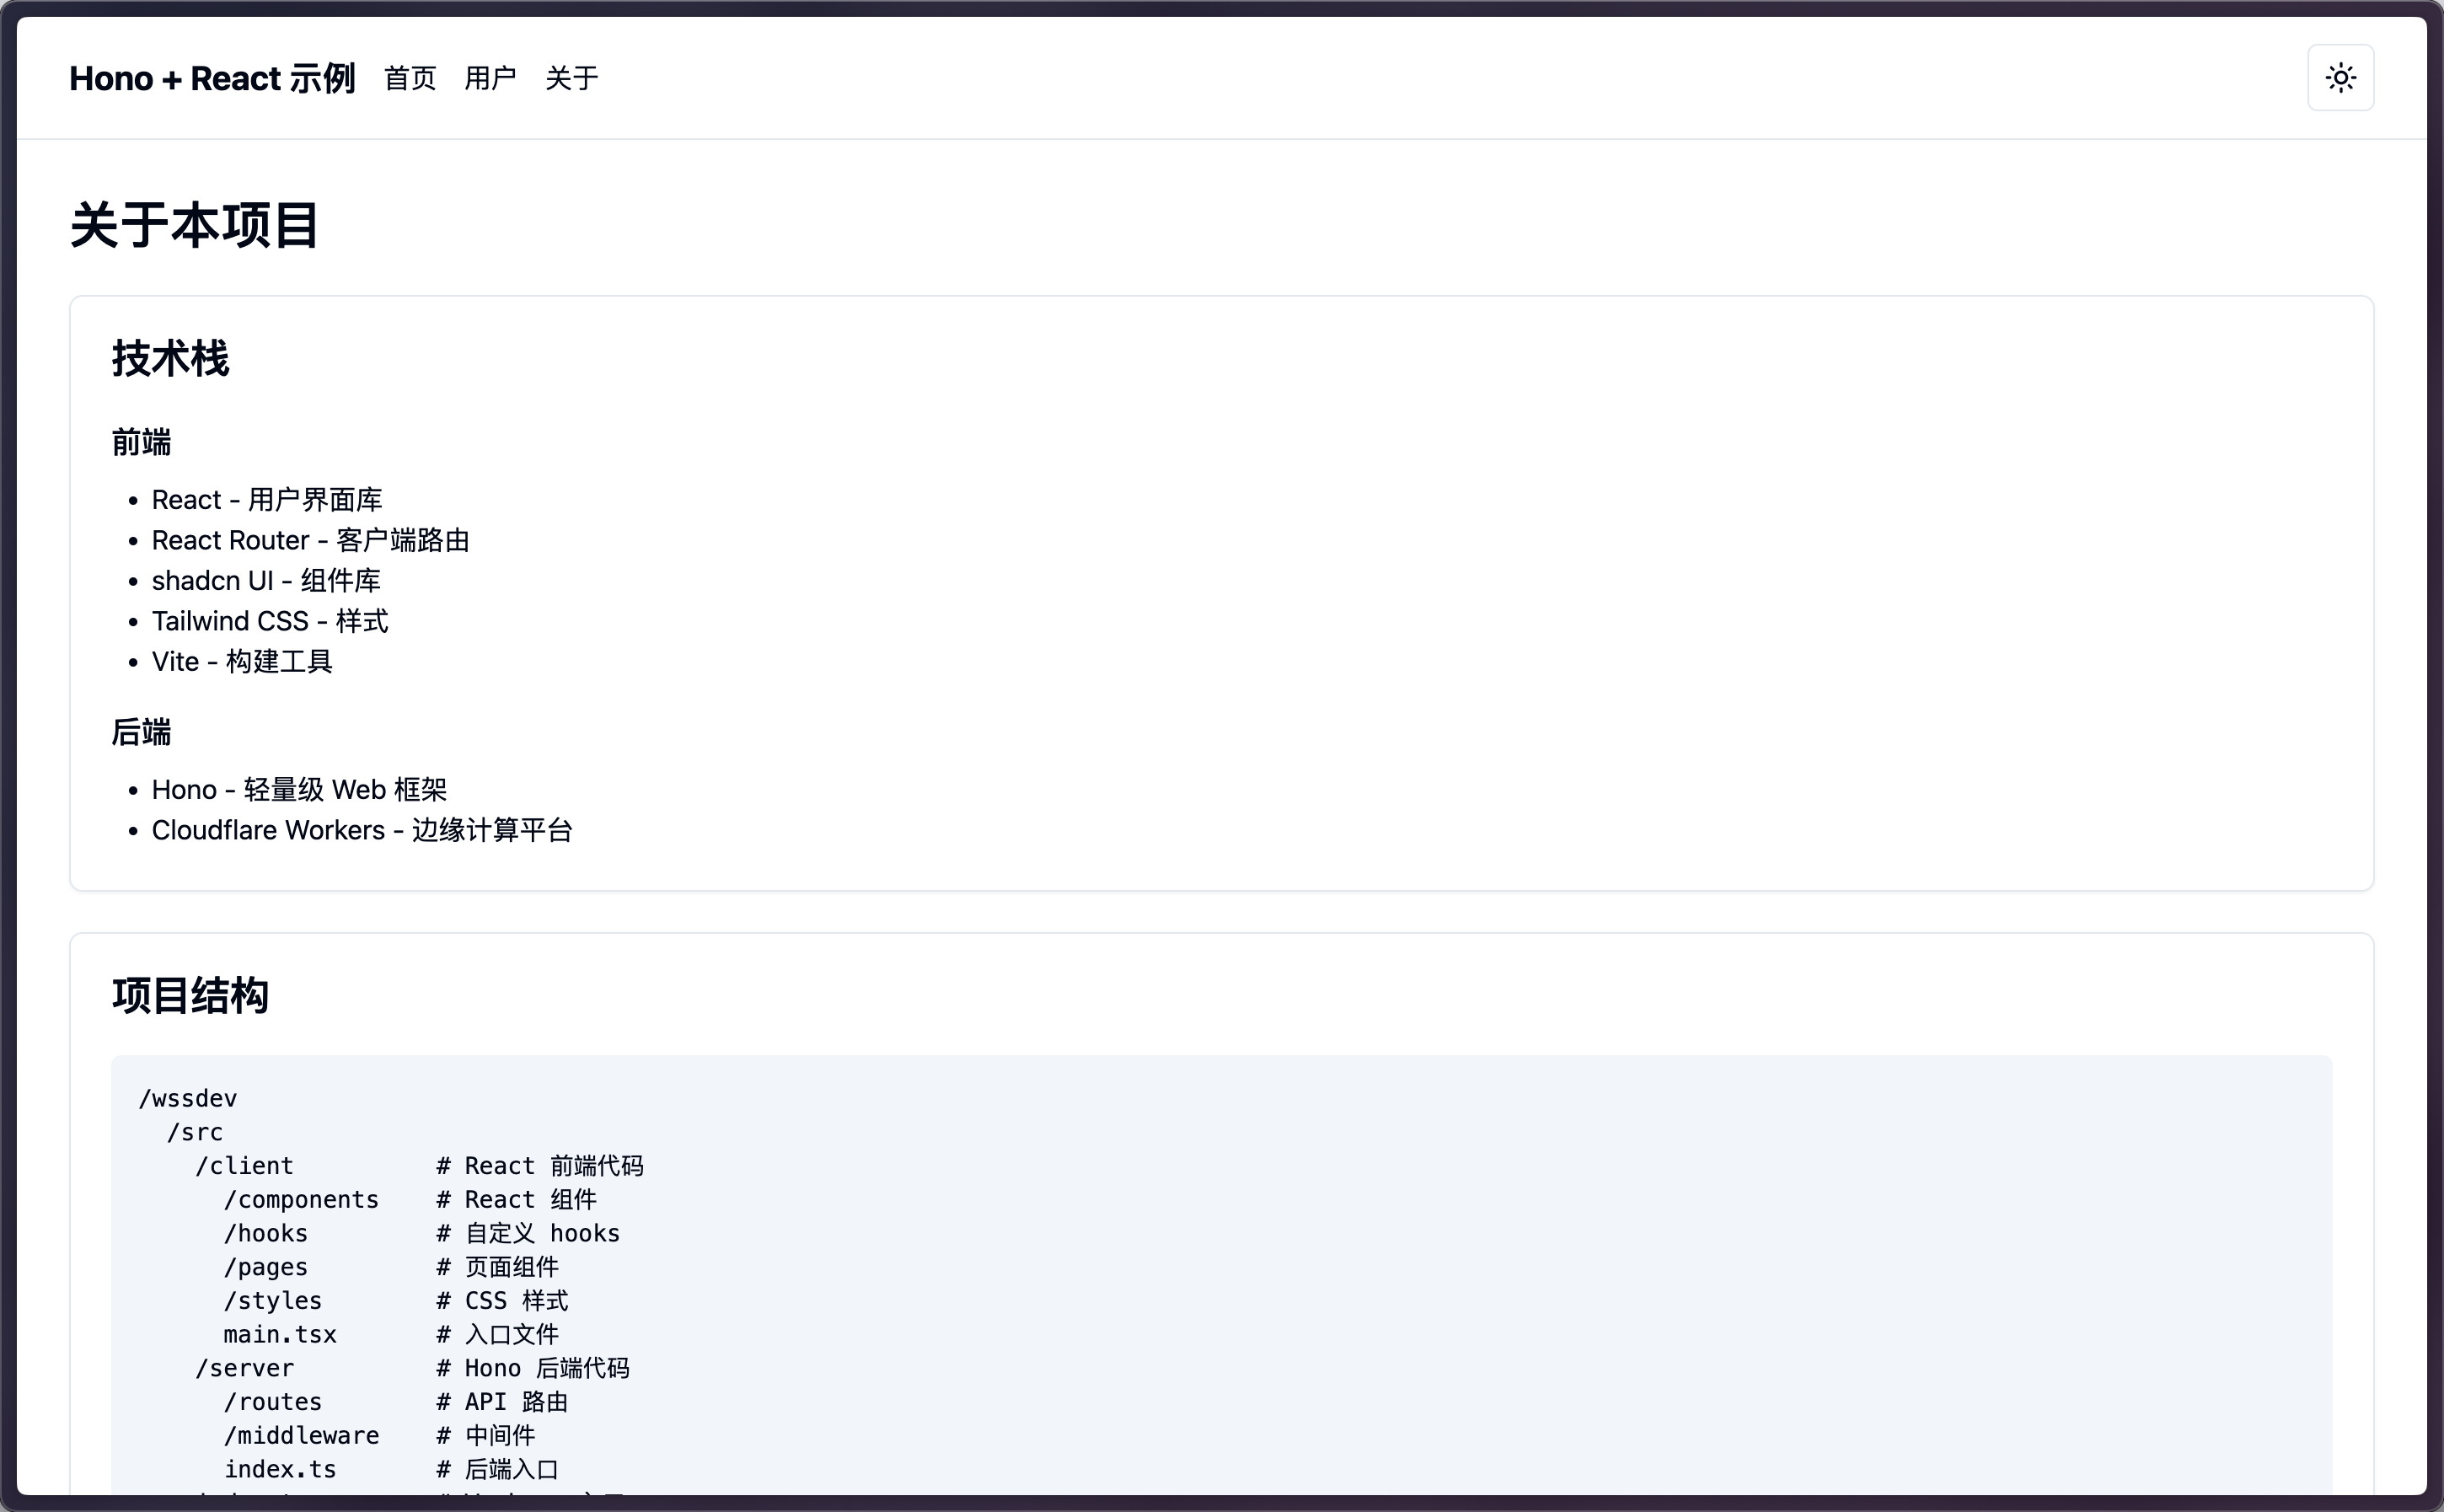 Hono + React 示例 首页 用户 关于
关于本项目
技术栈
前端
• React - 用户界面库
• React Router - 客户端路由
• shadcn UI - 组件库
• Tailwind CSS - 样式
• Vite - 构建工具
后端
• Hono - 轻量级 Web 框架
• Cloudflare Workers - 边缘计算平台
项目结构
/wssdev
  /src
    /client          # React 前端代码
      /components    # React 组件
      /hooks         # 自定义 hooks
      /pages         # 页面组件
      /styles        # CSS 样式
      main.tsx       # 入口文件
    /server          # Hono 后端代码
      /routes        # API 路由
      /middleware    # 中间件
      index.ts       # 后端入口